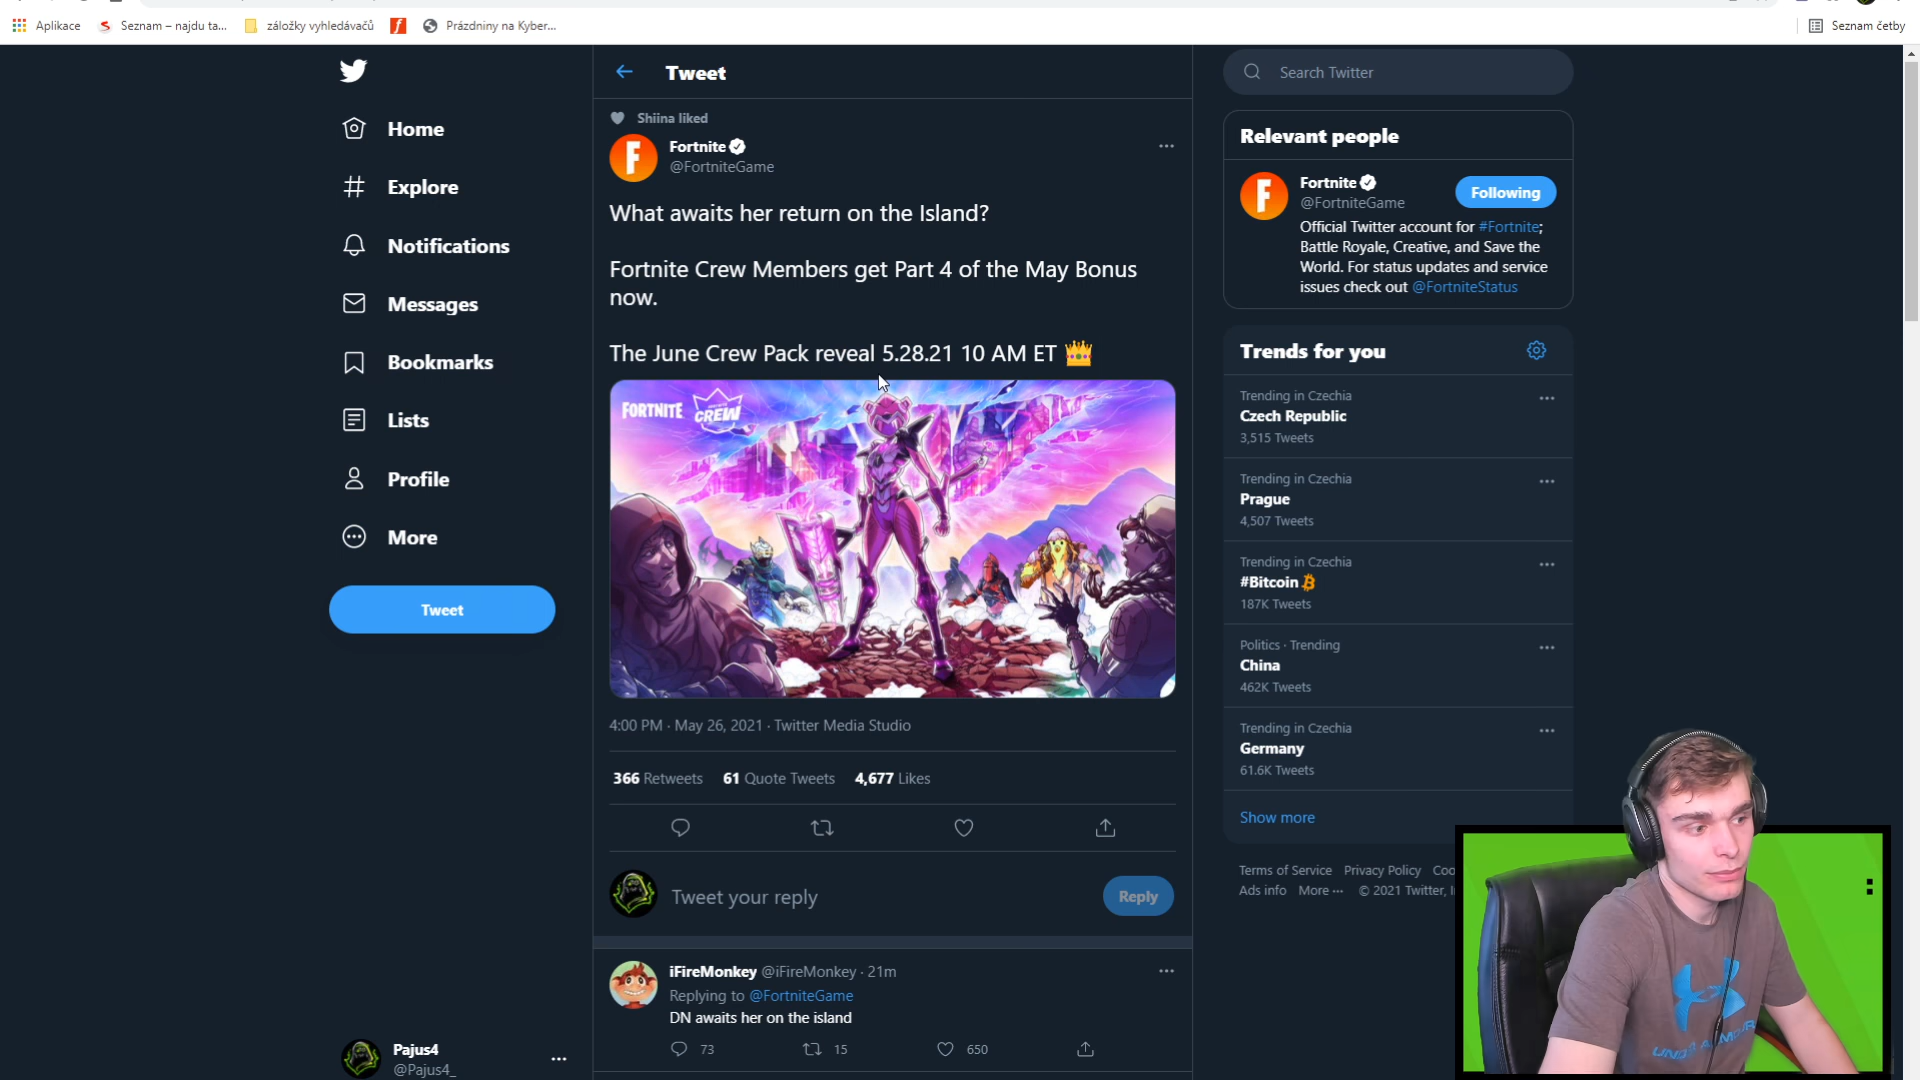 Aplikace
Seznam – najdu ta...
záložky vyhledávačů
Prázdniny na Kyber...
Seznam četby
Home
Explore
Notifications
Messages
Bookmarks
Lists
Profile
More
Tweet
Pajus4
@Pajus4_
Tweet
Shiina liked
Fortnite
@FortniteGame
What awaits her return on the Island?
Fortnite Crew Members get Part 4 of the May Bonus
now.
The June Crew Pack reveal 5.28.21 10 AM ET
FORTNITE CREW
4:00 PM · May 26, 2021 · Twitter Media Studio
366 Retweets 61 Quote Tweets 4,677 Likes
Tweet your reply
Reply
iFireMonkey @iFireMonkey · 21m
Replying to @FortniteGame
DN awaits her on the island
73 15 650
Search Twitter
Relevant people
Fortnite
@FortniteGame
Following
Official Twitter account for #Fortnite;
Battle Royale, Creative, and Save the
World. For status updates and service
issues check out @FortniteStatus
Trends for you
Trending in Czechia
Czech Republic
3,515 Tweets
Trending in Czechia
Prague
4,507 Tweets
Trending in Czechia
#Bitcoin
187K Tweets
Politics · Trending
China
462K Tweets
Trending in Czechia
Germany
61.6K Tweets
Show more
Terms of Service Privacy Policy Coo
Ads info More ··· © 2021 Twitter, I
UNDER ARMOUR